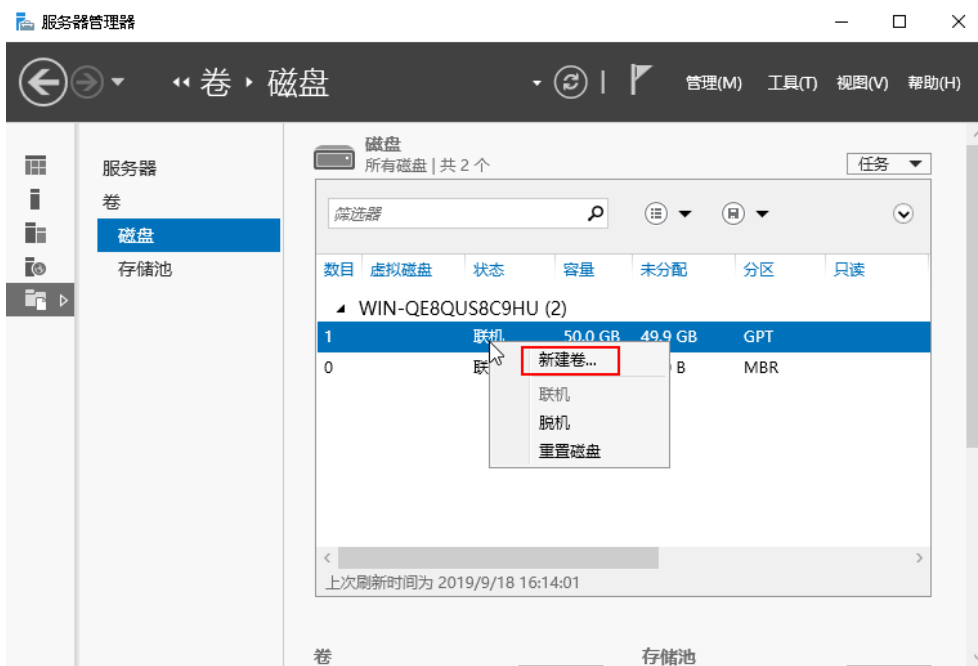 服务器管理器
卷 磁盘
管理(M) 工具(T) 视图(V) 帮助(H)
服务器
卷
磁盘
存储池
磁盘
所有磁盘 | 共 2 个
任务
筛选器
数目 虚拟磁盘 状态 容量 未分配 分区 只读
WIN-QE8QUS8C9HU (2)
1 联机 50.0 GB 49.9 GB GPT
0 B MBR
新建卷...
联机
脱机
重置磁盘
上次刷新时间为 2019/9/18 16:14:01
卷 存储池